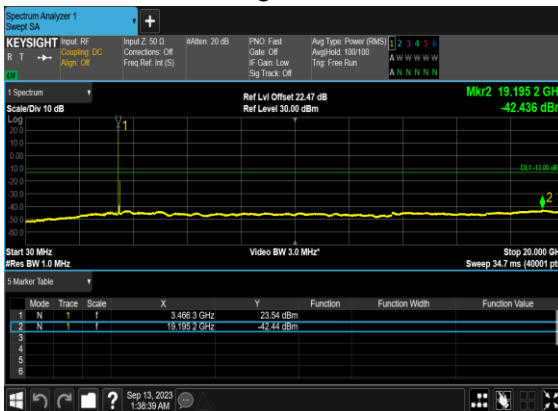 Spectrum Analyzer 1
Swept SA
+
KEYSIGHT Input: RF Input Z: 50 Ω #Atten: 20 dB PNO: Fast Avg Type: Power (RMS) 1 2 3 4 5 6
R T Coupling: DC Corrections: Off Gate: Off Avg|Hold: 100/100 A W W W W W
Align: Off Freq Ref: Int (S) IF Gain: Low Trig: Free Run
LV Sig Track: Off A N N N N N
1 Spectrum Ref Lvl Offset 22.47 dB Mkr2 19.195 2 GH
Scale/Div 10 dB Ref Level 30.00 dBm -42.436 dBr
Log
20.0
10.0
0.00
-10.0
-20.0
-30.0
-40.0
-50.0
-60.0
1
DL1 -13.00 dB
2
Start 30 MHz Video BW 3.0 MHz* Stop 20.000 GH
#Res BW 1.0 MHz Sweep 34.7 ms (40001 pt
5 Marker Table
Mode Trace Scale X Y Function Function Width Function Value
1 N 1 f 3.466 3 GHz 23.54 dBm
2 N 1 f 19.195 2 GHz -42.44 dBm
3
4
5
6
? Sep 13, 2023
1:38:39 AM